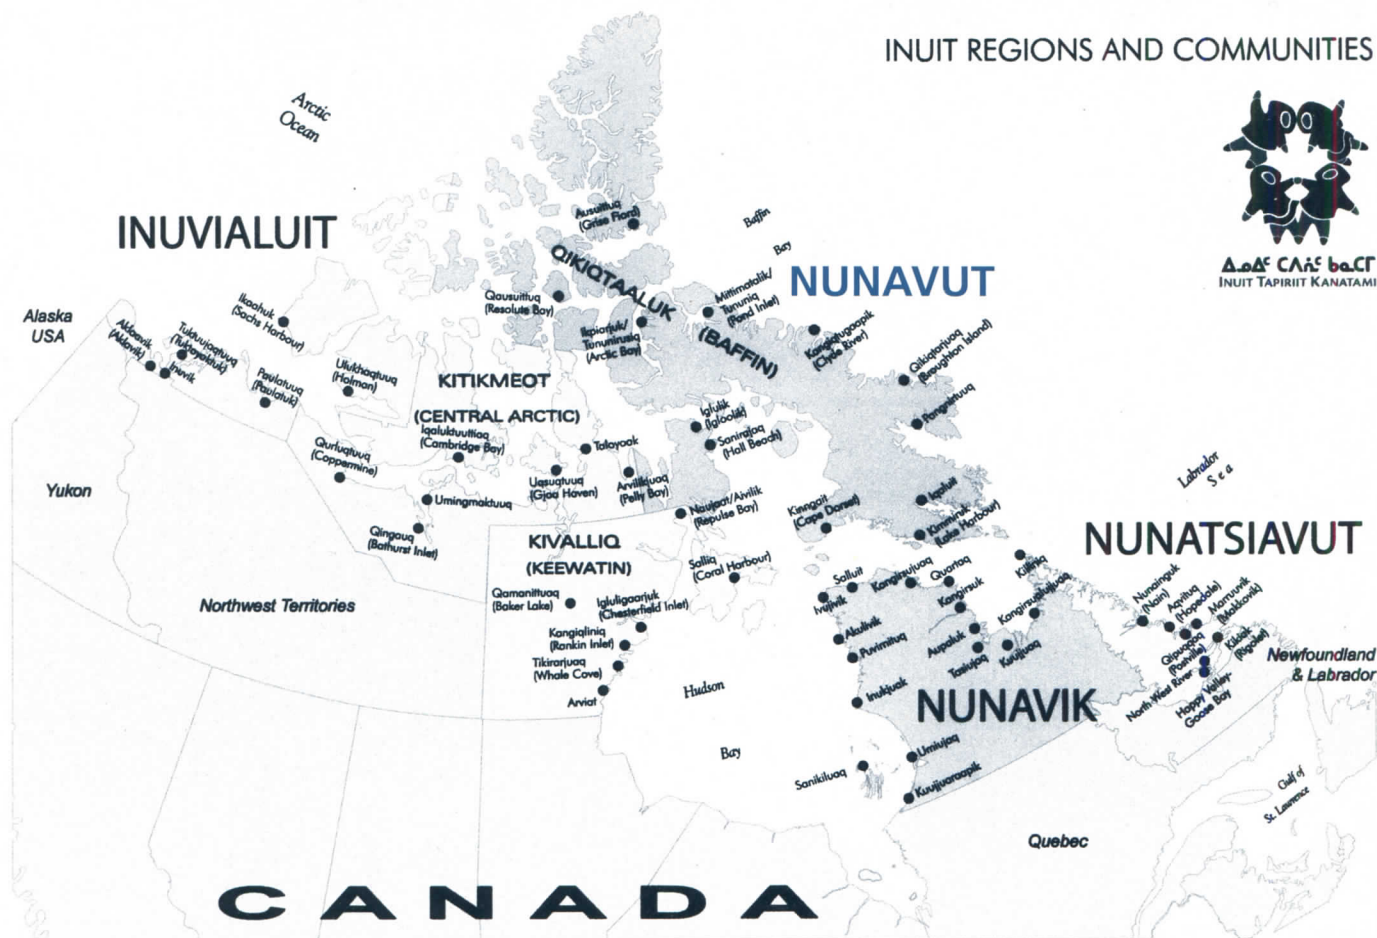 INUIT REGIONS AND COMMUNITIES
Arctic
Ocean
ᐃᓄᐃᑦ ᑕᐱᕇᑦ ᑲᓇᑕᒥ
INUIT TAPIRIIT KANATAMI
INUVIALUIT
Ausuittuq
(Grise Fiord)
Baffin
Bay
QIKIQTAALUK
(BAFFIN)
NUNAVUT
Alaska
USA
Ikaahuk
(Sachs Harbour)
Qausuittuq
(Resolute Bay)
Ikpiarjuk/
Tununirusiq
(Arctic Bay)
Mittimatalik/
Tununiq
(Pond Inlet)
Kangiqtugaapik
(Clyde River)
Qikiqtarjuaq
(Broughton Island)
Aklaavik
(Aklavik)
Tuktuujaqtuuq
(Tuktoyaktuk)
Inuvik
Paulatuuq
(Paulatuk)
Ulukhaqtuuq
(Holman)
KITIKMEOT
(CENTRAL ARCTIC)
Iqaluktuuttiaq
(Cambridge Bay)
Pangnirtuuq
Iglulik
(Igloolik)
Sanirajaq
(Hall Beach)
Qurluqtuuq
(Coppermine)
Taloyoak
Uqsuqtuuq
(Gjoa Haven)
Arviliqjuaq
(Pelly Bay)
Yukon
Umingmaktuuq
Qingauq
(Bathurst Inlet)
Naujaat/Aivilik
(Repulse Bay)
Kinngait
(Cape Dorset)
Iqaluit
Kimmirut
(Lake Harbour)
Labrador
Sea
NUNATSIAVUT
KIVALLIQ
(KEEWATIN)
Salliq
(Coral Harbour)
Salluit
Ivujivik
Kangiqsujuaq
Quartaq
Killiniq
Kangirsuk
Kangirsualujuaq
Nunainguk
(Nain)
Aqvituq
(Hopedale)
Marruuvik
(Makkovik)
Qipuqqaq
(Postville)
Kikiak
(Rigolet)
North West River
Happy Valley-
Goose Bay
Newfoundland
& Labrador
Northwest Territories
Qamanittuaq
(Baker Lake)
Igluligaarjuk
(Chesterfield Inlet)
Kangiqliniq
(Rankin Inlet)
Tikirarjuaq
(Whale Cove)
Arviat
Akulivik
Puvirnituq
Aupaluk
Tasiujaq
Kuujjuaq
Hudson
Bay
Inukjuak
NUNAVIK
Umiujaq
Sanikiluaq
Kuujjuaraapik
Gulf of
St. Lawrence
Quebec
CANADA